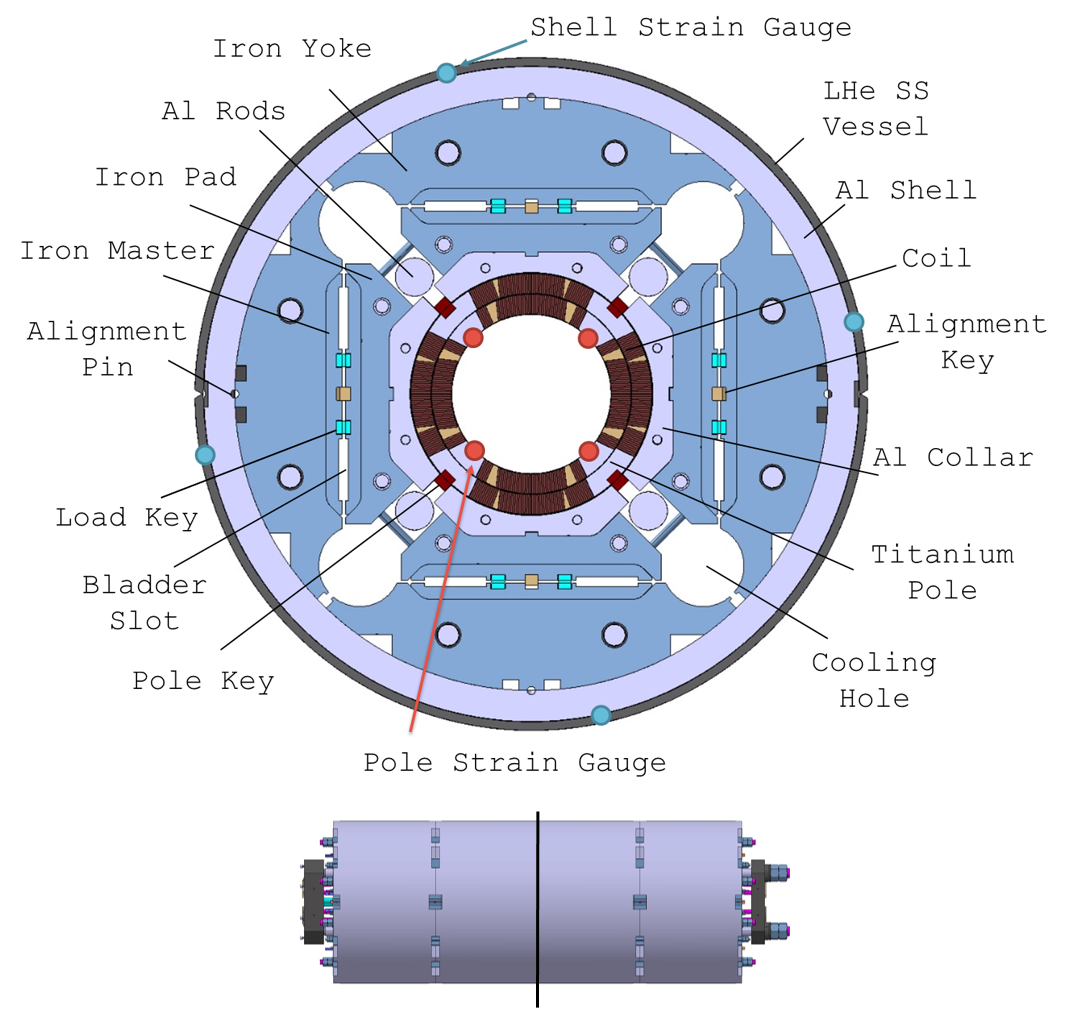 Shell Strain Gauge
Iron Yoke
LHe SS
Vessel
Al Rods
Iron Pad
Al Shell
Iron Master
Coil
Alignment
Pin
Alignment
Key
Al Collar
Load Key
Titanium
Pole
Bladder
Slot
Cooling
Hole
Pole Key
Pole Strain Gauge